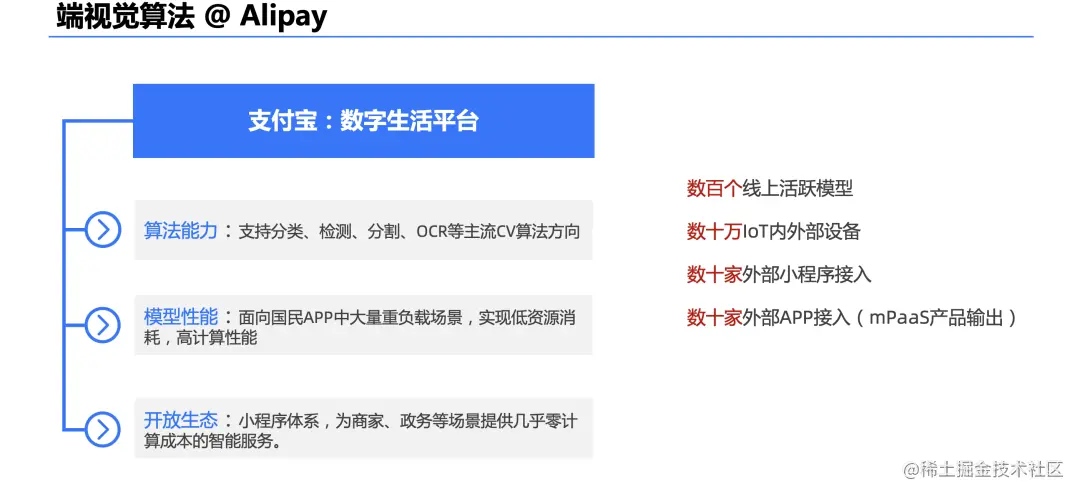 端视觉算法 @ Alipay
支付宝：数字生活平台
算法能力：支持分类、检测、分割、OCR等主流CV算法方向
模型性能：面向国民APP中大量重负载场景，实现低资源消
耗，高计算性能
开放生态：小程序体系，为商家、政务等场景提供几乎零计
算成本的智能服务。
数百个线上活跃模型
数十万IoT内外部设备
数十家外部小程序接入
数十家外部APP接入（mPaaS产品输出）
@稀土掘金技术社区